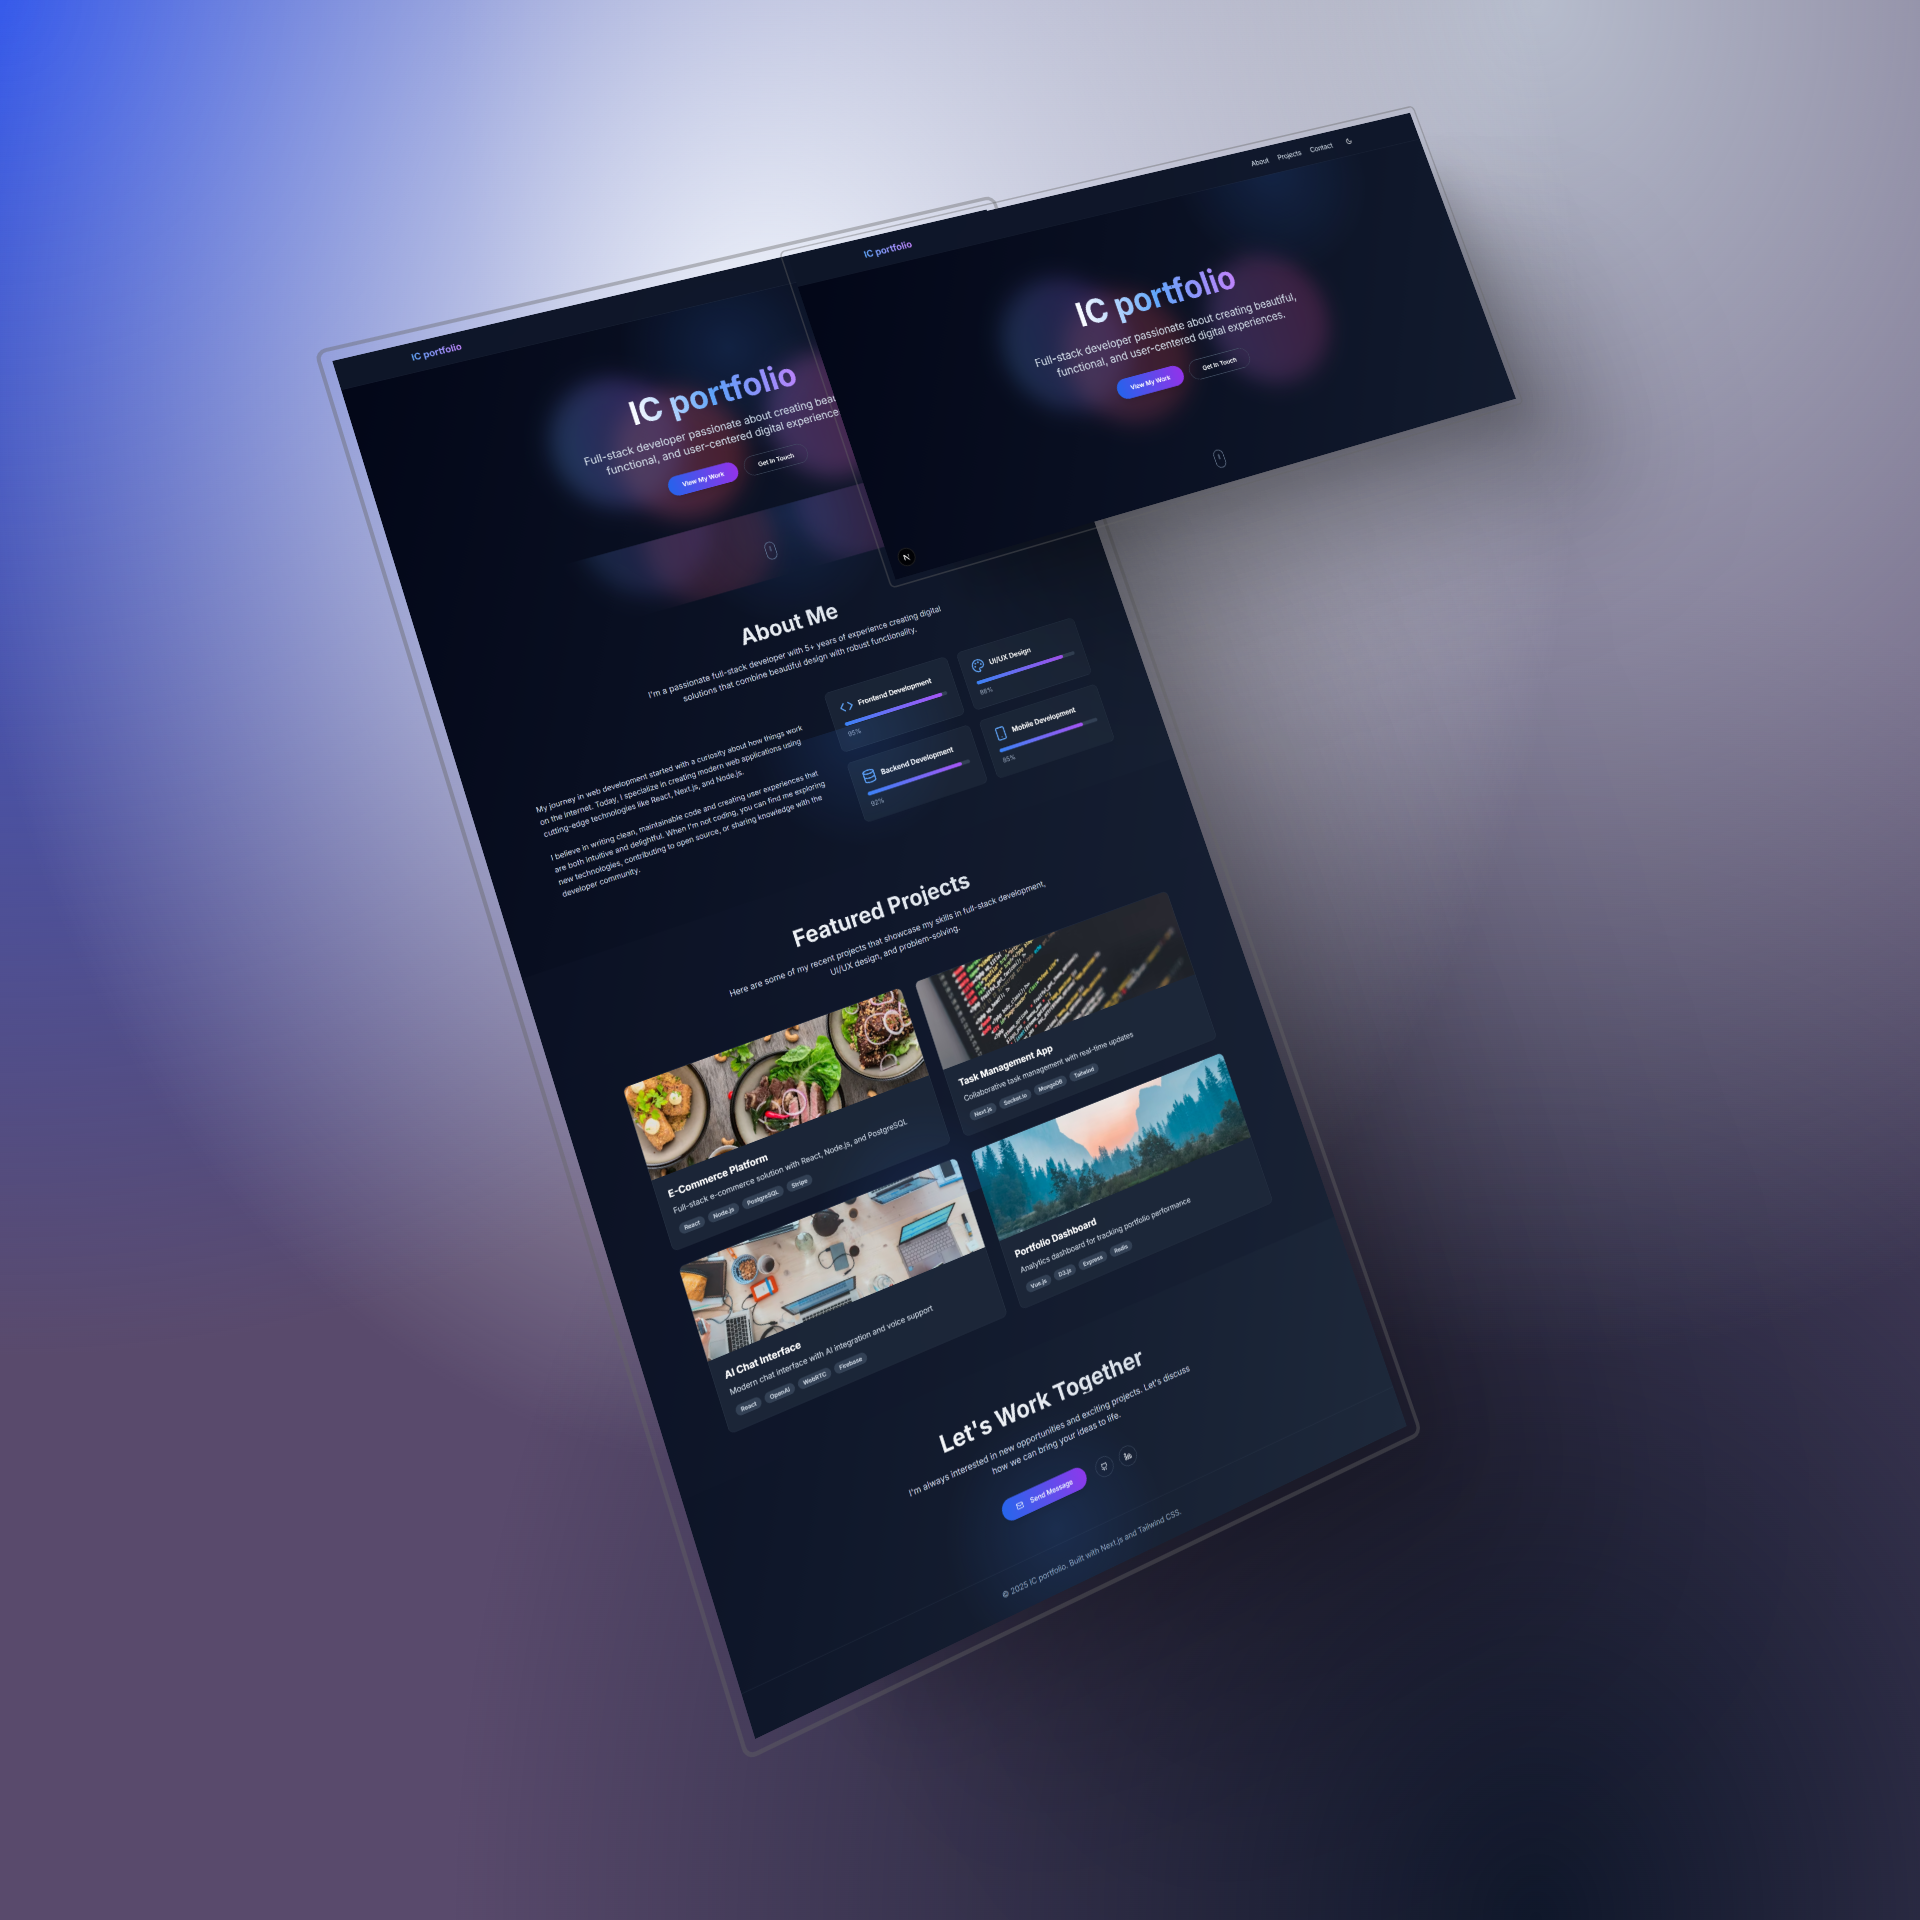 About
Projects
Contact
IC portfolio
IC portfolio
Full-stack developer passionate about creating beautiful,
functional, and user-centered digital experiences.
View My Work
Get In Touch
N
IC portfolio
IC portfolio
Full-stack developer passionate about creating beau
functional, and user-centered digital experience
View My Work
Get In Touch
About Me
I'm a passionate full-stack developer with 5+ years of experience creating digital
solutions that combine beautiful design with robust functionality.
My journey in web development started with a curiosity about how things work
on the internet. Today, I specialize in creating modern web applications using
cutting-edge technologies like React, Next.js, and Node.js.
I believe in writing clean, maintainable code and creating user experiences that
are both intuitive and delightful. When I'm not coding, you can find me exploring
new technologies, contributing to open source, or sharing knowledge with the
developer community.
Frontend Development
95%
UI/UX Design
88%
Backend Development
92%
Mobile Development
85%
Featured Projects
Here are some of my recent projects that showcase my skills in full-stack development,
UI/UX design, and problem-solving.
E-Commerce Platform
Full-stack e-commerce solution with React, Node.js, and PostgreSQL
React
Node.js
PostgreSQL
Stripe
Task Management App
Collaborative task management with real-time updates
Next.js
Socket.io
MongoDB
Tailwind
AI Chat Interface
Modern chat interface with AI integration and voice support
React
OpenAI
WebRTC
Firebase
Portfolio Dashboard
Analytics dashboard for tracking portfolio performance
Vue.js
D3.js
Express
Redis
Let's Work Together
I'm always interested in new opportunities and exciting projects. Let's discuss
how we can bring your ideas to life.
Send Message
© 2025 IC portfolio. Built with Next.js and Tailwind CSS.